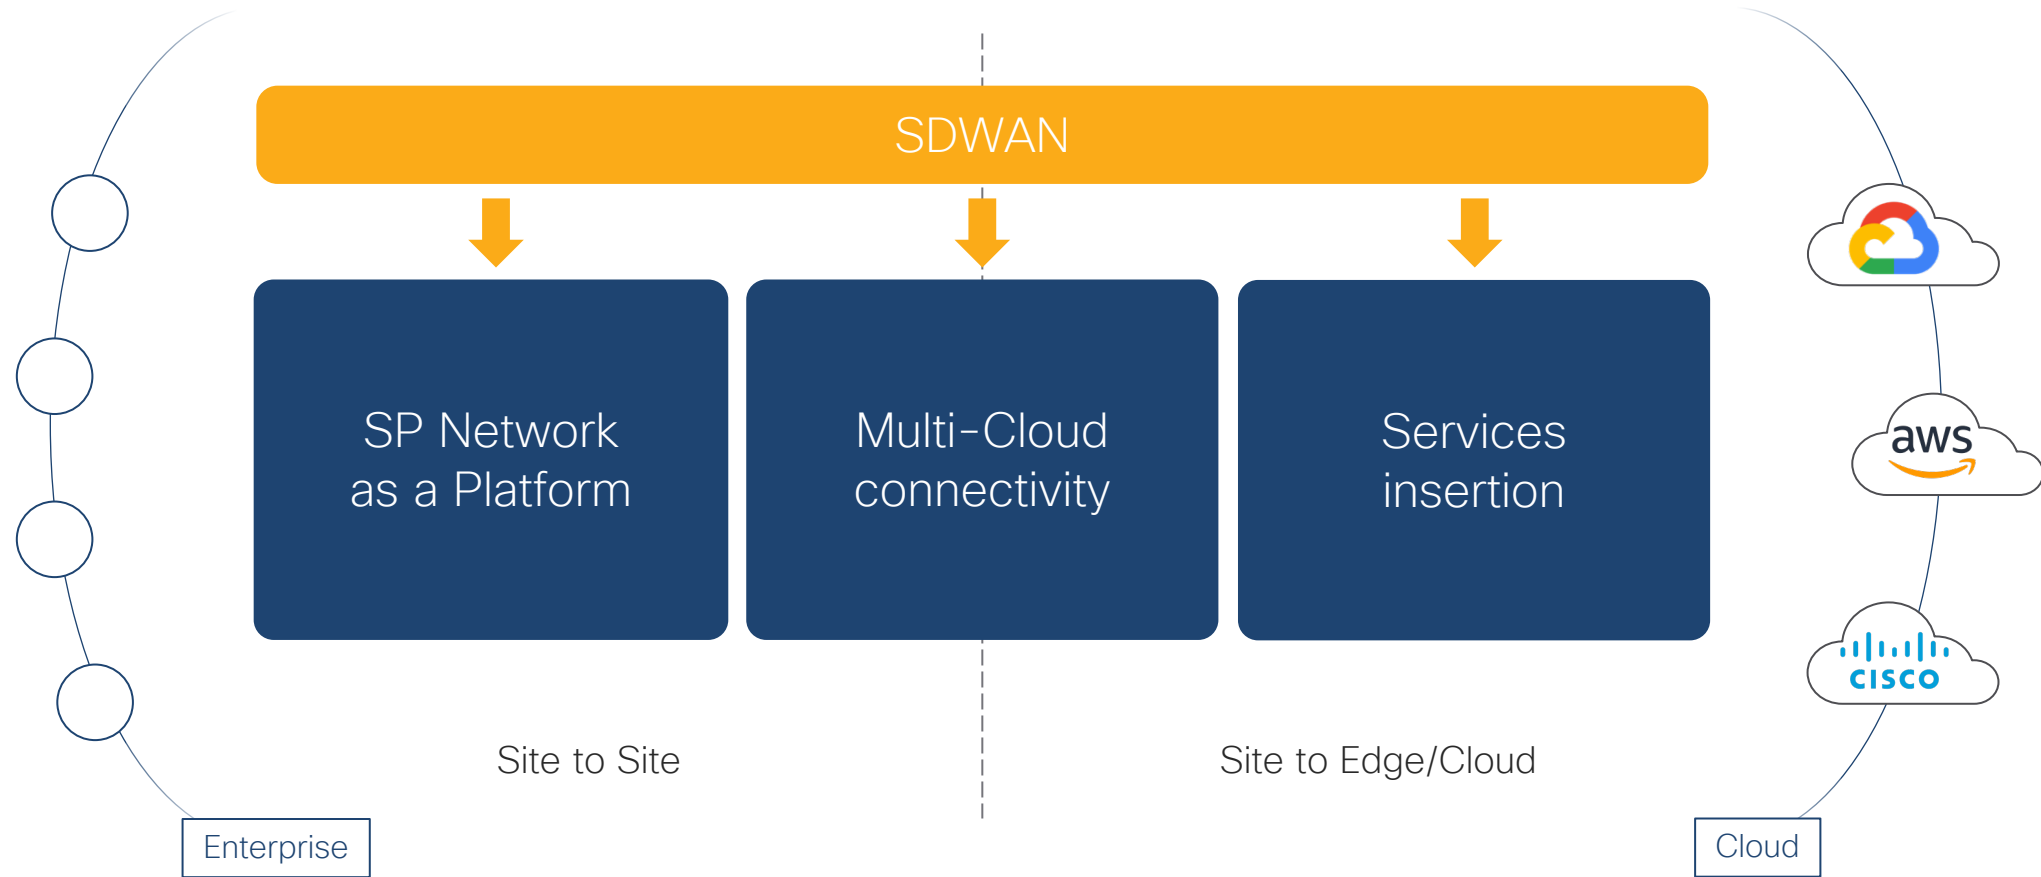 SDWAN
SP Network
as a Platform
Multi-Cloud
connectivity
Services
insertion
aws
CISCO
Site to Site
Site to Edge/Cloud
Enterprise
Cloud